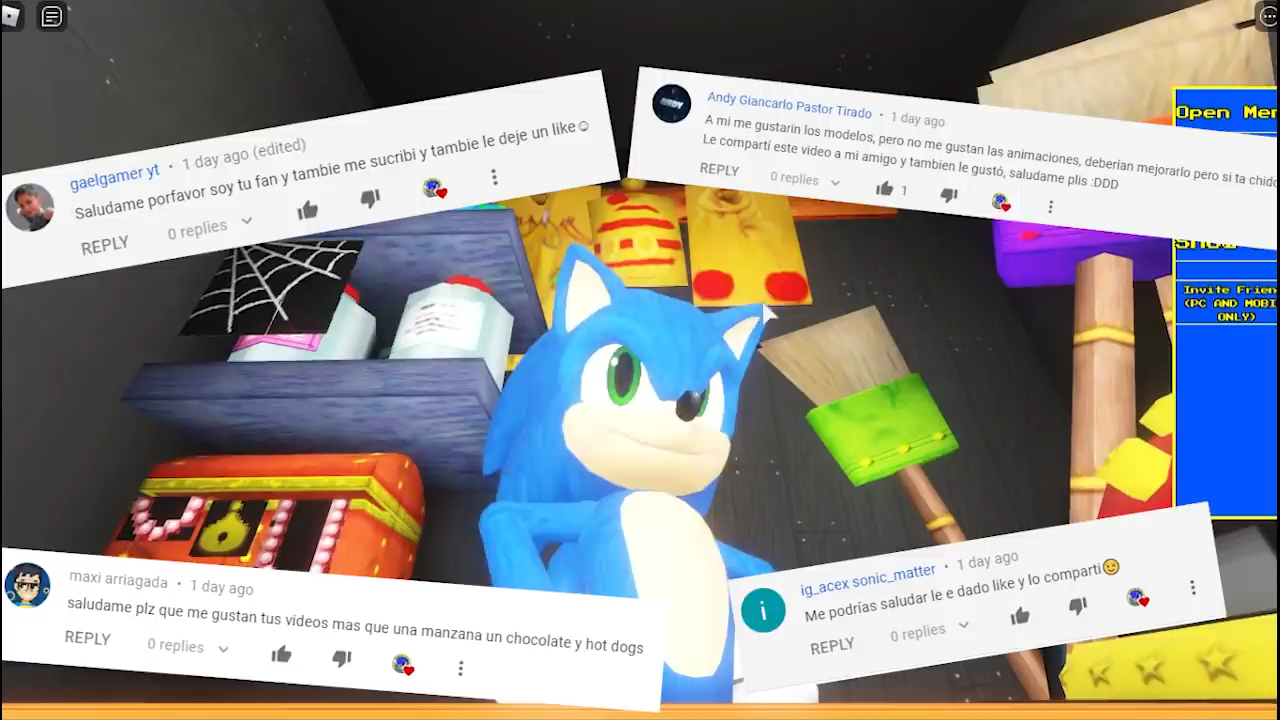 gaelgamer yt • 1 day ago (edited)
Saludame porfavor soy tu fan y tambie me sucribi y tambie le deje un like☺
REPLY 0 replies
ANDY
Andy Giancarlo Pastor Tirado • 1 day ago
A mi me gustarin los modelos, pero no me gustan las animaciones, deberían mejorarlo pero si ta chido
Le compartí este video a mi amigo y tambien le gustó, saludame plis :DDD
REPLY 0 replies 1
Open Men
Invite Frien
(PC AND MOBI
ONLY)
maxi arriagada • 1 day ago
saludame plz que me gustan tus videos mas que una manzana un chocolate y hot dogs
REPLY 0 replies
i
ig_acex sonic_matter • 1 day ago
Me podrías saludar le e dado like y lo comparti😉
REPLY 0 replies